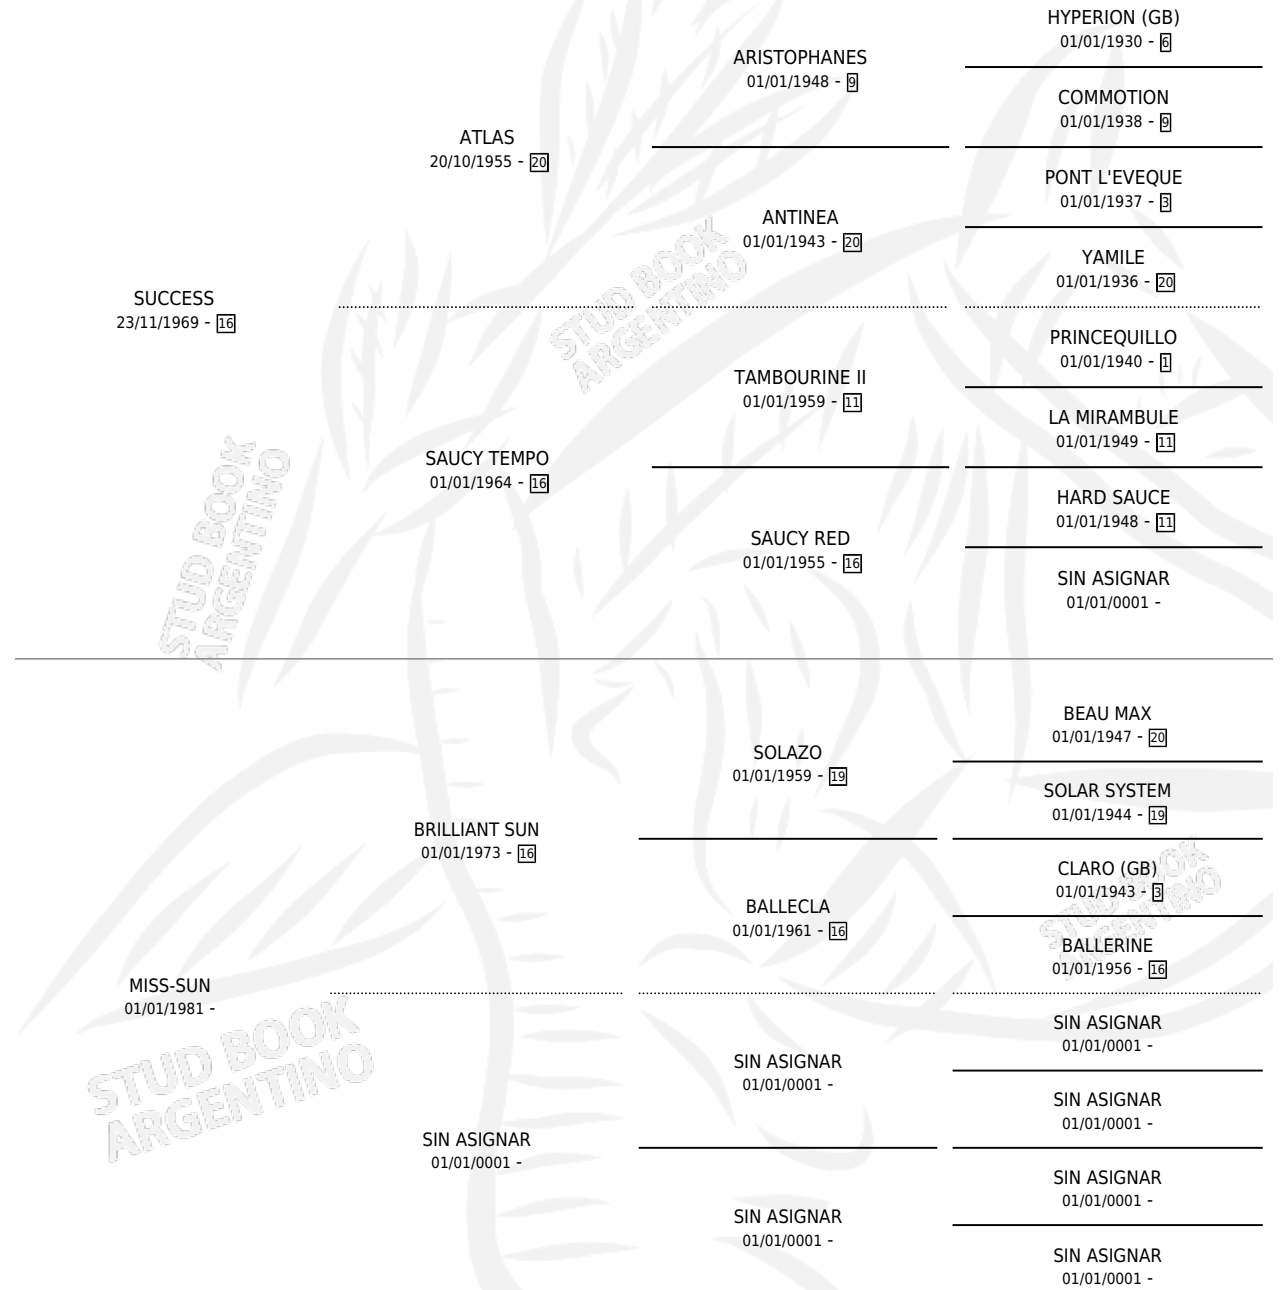 HYPERION (GB)
01/01/1930 - 6
ARISTOPHANES
01/01/1948 - 9
COMMOTION
01/01/1938 - 9
ATLAS
20/10/1955 - 20
PONT L'EVEQUE
01/01/1937 - 3
ANTINEA
01/01/1943 - 20
YAMILE
01/01/1936 - 20
SUCCESS
23/11/1969 - 16
PRINCEQUILLO
01/01/1940 - 1
TAMBOURINE II
01/01/1959 - 11
LA MIRAMBULE
01/01/1949 - 11
SAUCY TEMPO
01/01/1964 - 16
HARD SAUCE
01/01/1948 - 11
SAUCY RED
01/01/1955 - 16
SIN ASIGNAR
01/01/0001 -
BEAU MAX
01/01/1947 - 20
SOLAZO
01/01/1959 - 19
SOLAR SYSTEM
01/01/1944 - 19
BRILLIANT SUN
01/01/1973 - 16
CLARO (GB)
01/01/1943 - 3
BALLECLA
01/01/1961 - 16
BALLERINE
01/01/1956 - 16
MISS-SUN
01/01/1981 -
SIN ASIGNAR
01/01/0001 -
SIN ASIGNAR
01/01/0001 -
SIN ASIGNAR
01/01/0001 -
SIN ASIGNAR
01/01/0001 -
SIN ASIGNAR
01/01/0001 -
SIN ASIGNAR
01/01/0001 -
SIN ASIGNAR
01/01/0001 -
STUD BOOK
ARGENTINO
STUD BOOK
ARGENTINO
STUD BOOK
ARGENTINO
STUD BOOK
ARGENTINO